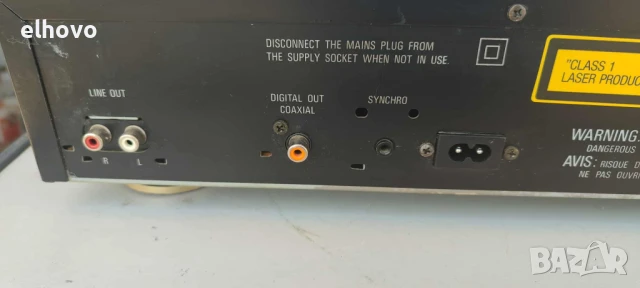 elhovo
DISCONNECT THE MAINS PLUG FROM
THE SUPPLY SOCKET WHEN NOT IN USE.
"CLASS 1
LASER PRODUC
LINE OUT
R L
DIGITAL OUT
COAXIAL
SYNCHRO
WARNING:
DANGEROUS
AVIS: RISQUE D
NE PAS OUVRI
BAZAR